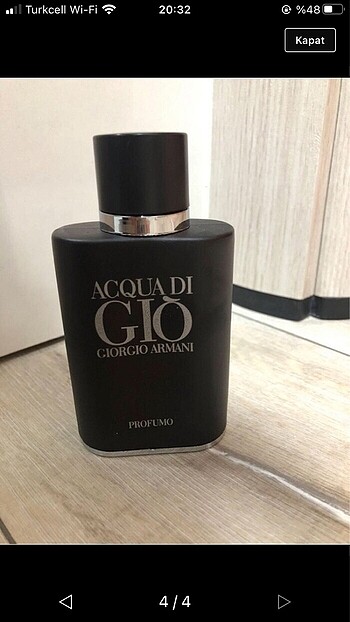 Turkcell Wi-Fi
20:32
%48
Kapat
ACQUA DI
GIÒ
GIORGIO ARMANI
PROFUMO
4 / 4